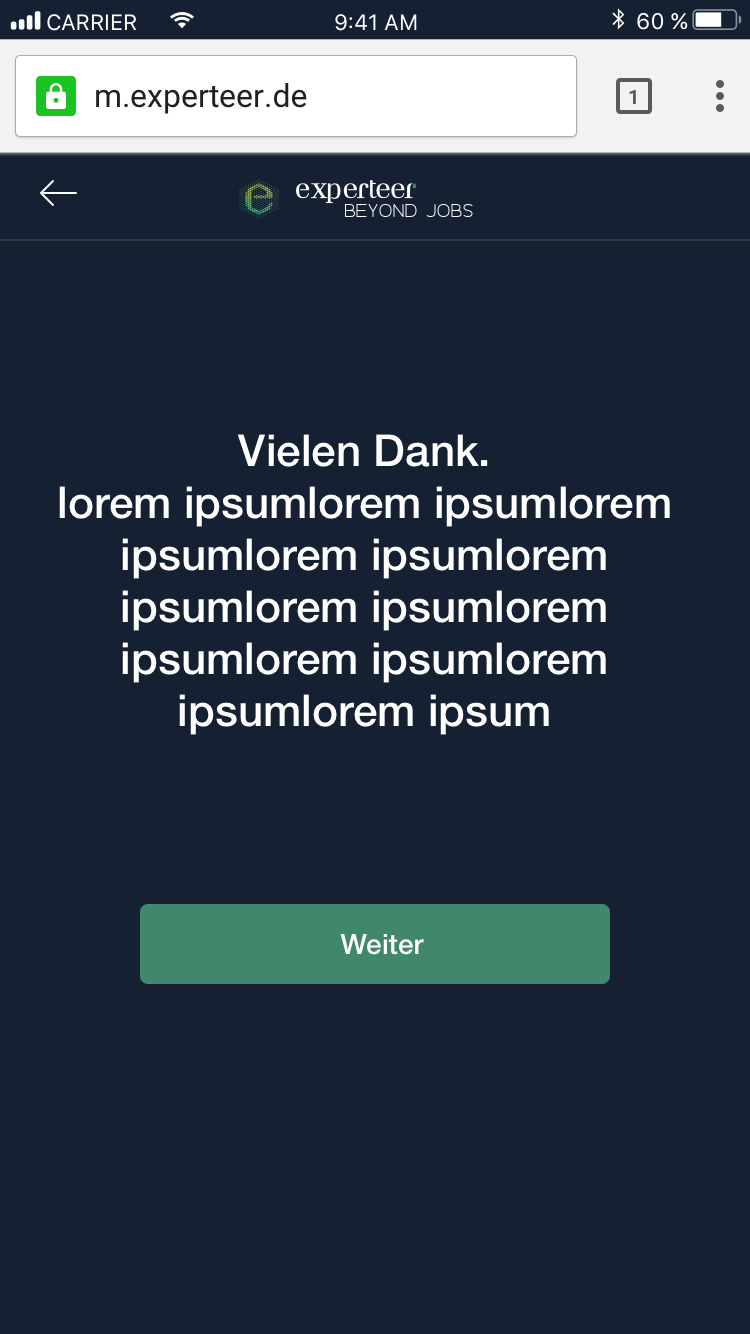 CARRIER 9:41 AM 60 %
m.experteer.de 1
experteer
BEYOND JOBS
Vielen Dank.
lorem ipsumlorem ipsumlorem
ipsumlorem ipsumlorem
ipsumlorem ipsumlorem
ipsumlorem ipsumlorem
ipsumlorem ipsum
Weiter